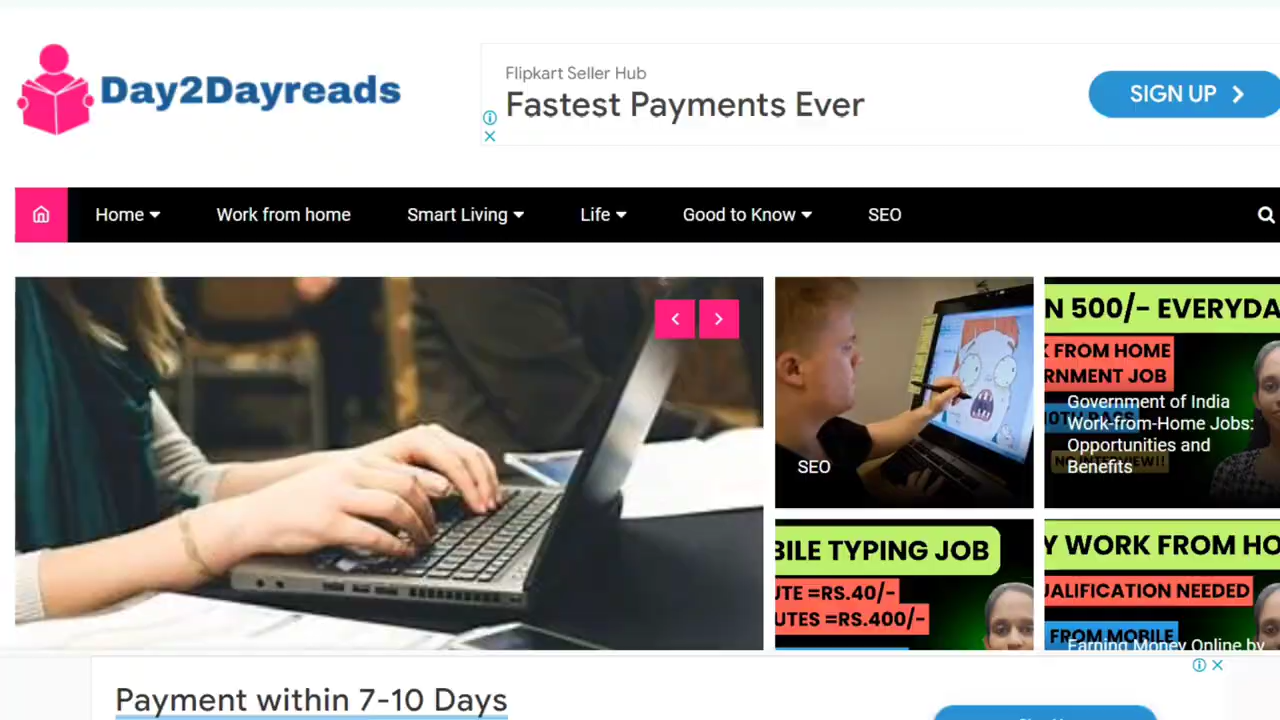 Day2Dayreads
Flipkart Seller Hub
Fastest Payments Ever
SIGN UP
Home
Work from home
Smart Living
Life
Good to Know
SEO
SEO
N 500/- EVERYDA
K FROM HOME
RNMENT JOB
Government of India
Work-from-Home Jobs:
Opportunities and
Benefits
NO INTERVIEW!!
BILE TYPING JOB
UTE =RS.40/-
UTES =RS.400/-
Y WORK FROM HO
UALIFICATION NEEDED
FROM MOBILE
Earning Money Online by
Payment within 7-10 Days